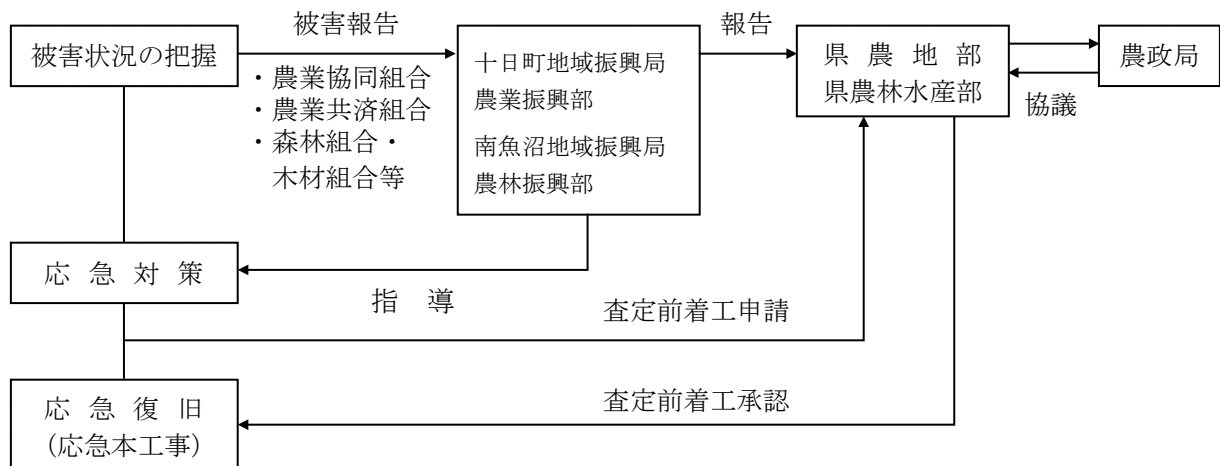 被害状況の把握
被害報告
・農業協同組合
・農業共済組合
・森林組合・
木材組合等
十日町地域振興局
農業振興部
南魚沼地域振興局
農林振興部
報告
県農地部
県農林水産部
農政局
協議
応急対策
指導
査定前着工申請
応急復旧
(応急本工事)
査定前着工承認